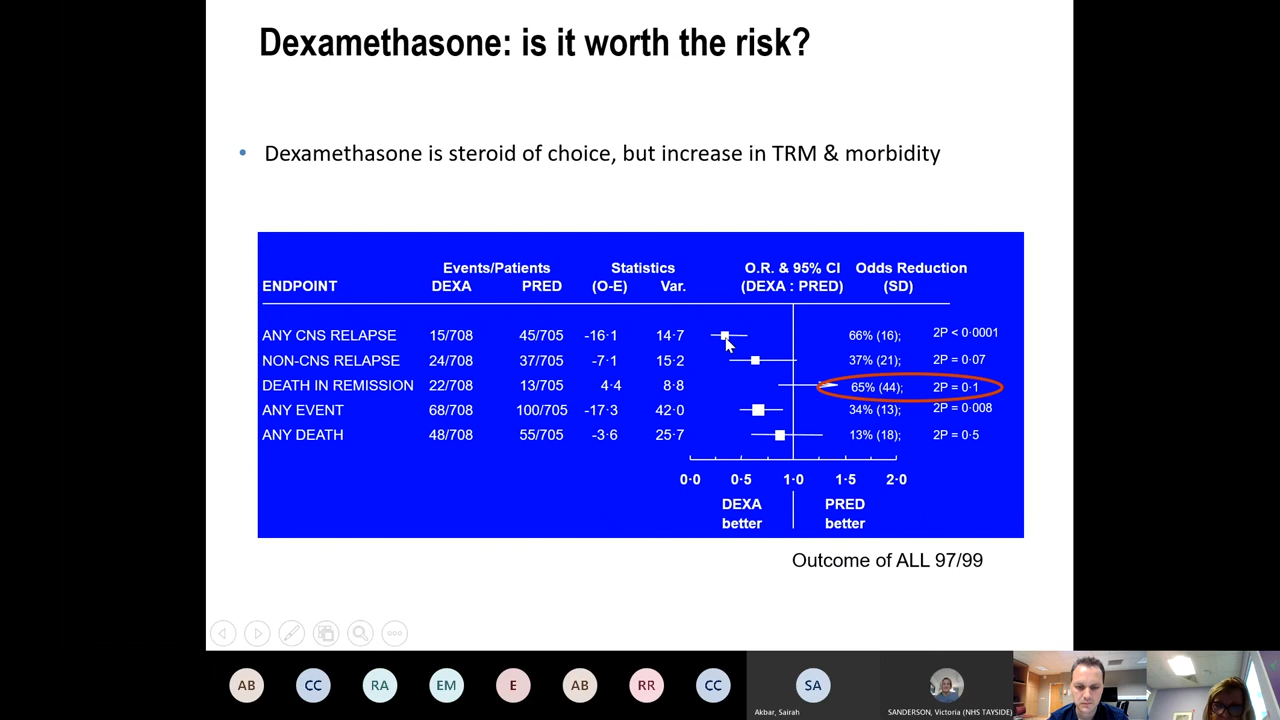 Dexamethasone: is it worth the risk?
• Dexamethasone is steroid of choice, but increase in TRM & morbidity
Events/Patients Statistics O.R. & 95% CI Odds Reduction
ENDPOINT DEXA PRED (O-E) Var. (DEXA : PRED) (SD)
ANY CNS RELAPSE 15/708 45/705 -16·1 14·7 66% (16); 2P < 0·0001
NON-CNS RELAPSE 24/708 37/705 -7·1 15·2 37% (21); 2P = 0·07
DEATH IN REMISSION 22/708 13/705 4·4 8·8 65% (44); 2P = 0·1
ANY EVENT 68/708 100/705 -17·3 42·0 34% (13); 2P = 0·008
ANY DEATH 48/708 55/705 -3·6 25·7 13% (18); 2P = 0·5
0·0 0·5 1·0 1·5 2·0
DEXA PRED
better better
Outcome of ALL 97/99
AB CC RA EM E AB RR CC SA
Akbar, Sairah SANDERSON, Victoria (NHS TAYSIDE)